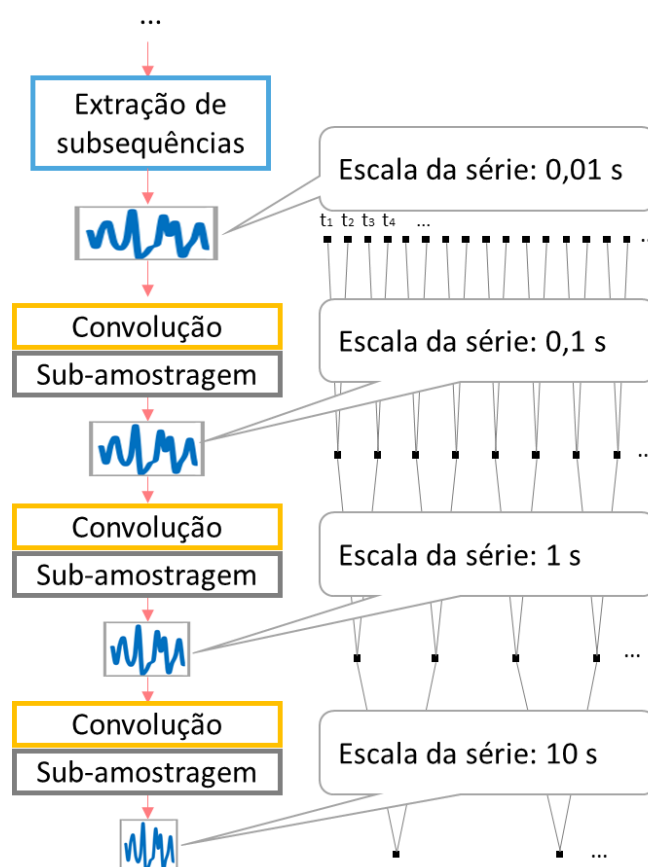 ...
Extração de
subsequências
Escala da série: 0,01 s
t₁ t₂ t₃ t₄ ...
...
Convolução
Sub-amostragem
Escala da série: 0,1 s
...
Convolução
Sub-amostragem
Escala da série: 1 s
...
Convolução
Sub-amostragem
Escala da série: 10 s
...